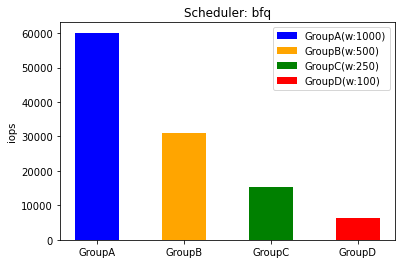 Scheduler: bfq
60000
50000
40000
30000
20000
10000
0
iops
GroupA(w:1000)
GroupB(w:500)
GroupC(w:250)
GroupD(w:100)
GroupA GroupB GroupC GroupD